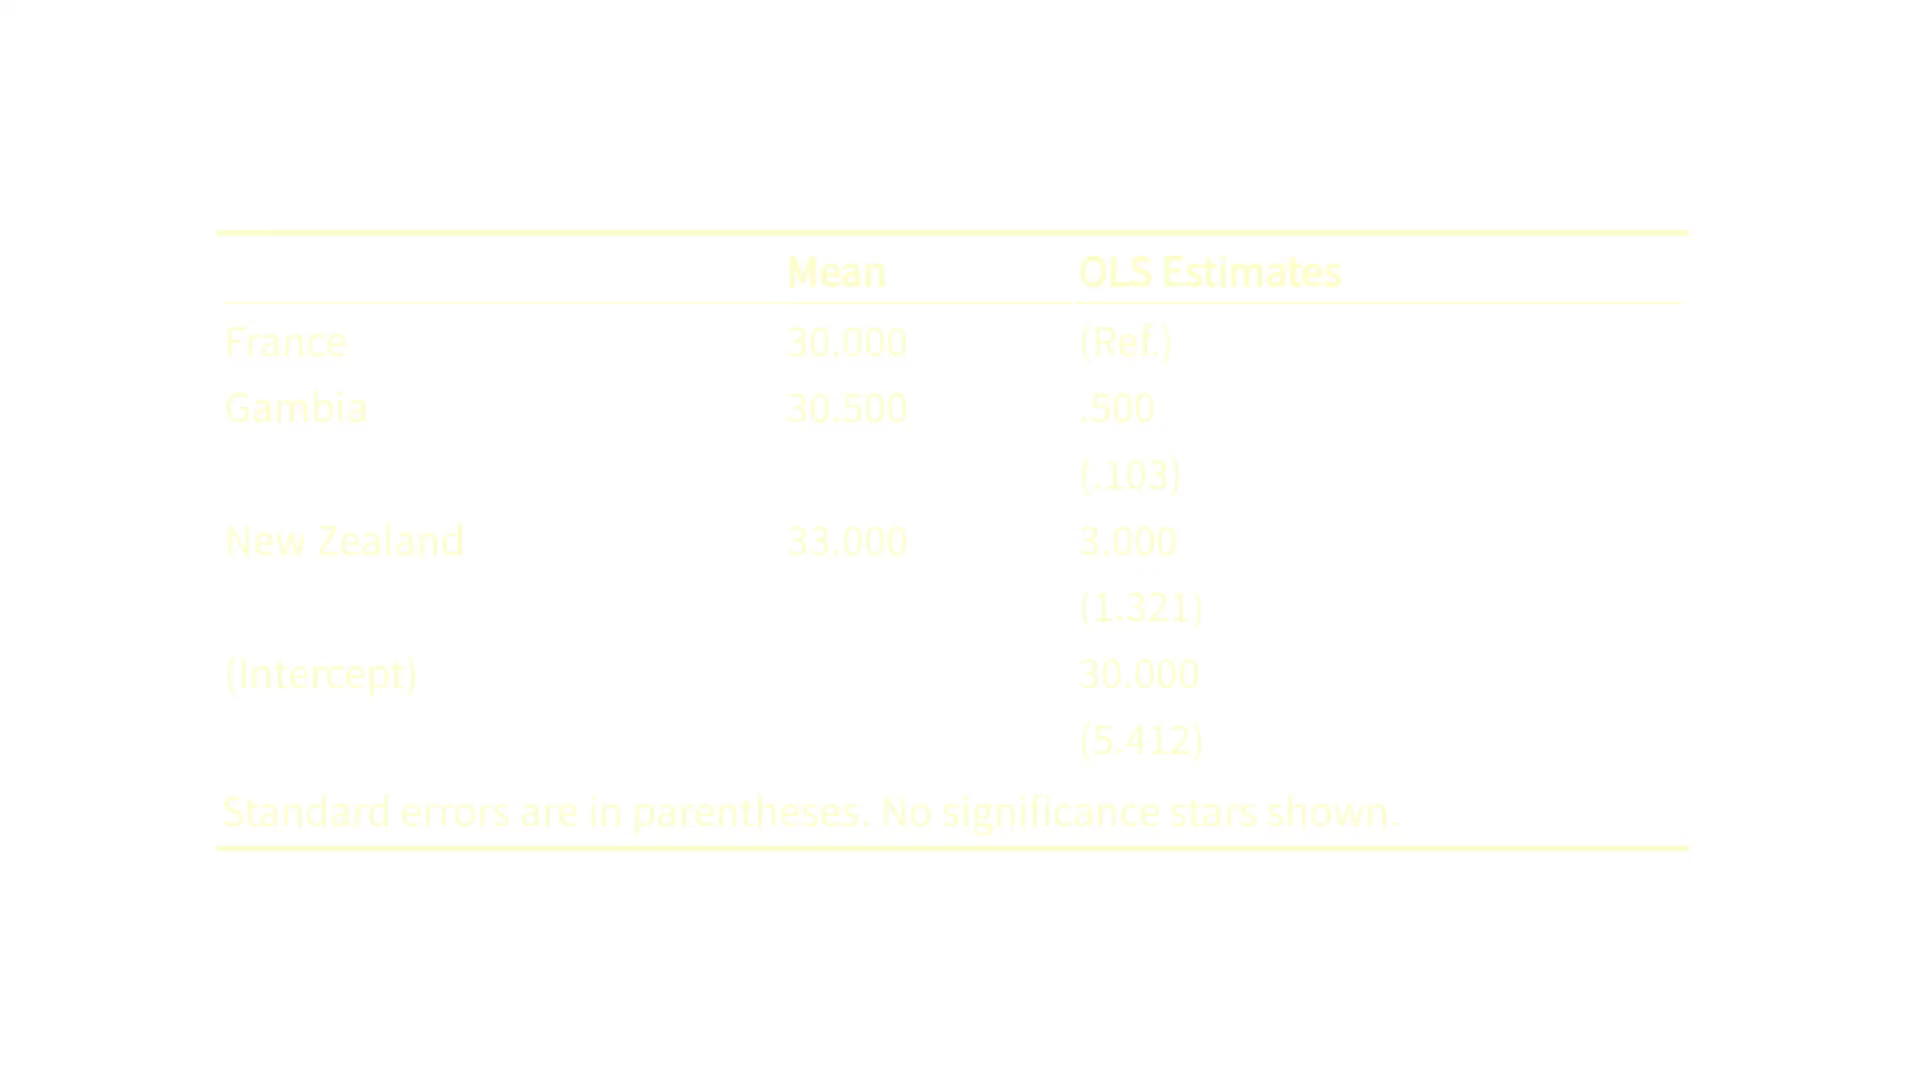 Mean OLS Estimates
France 30.000 (Ref.)
Gambia 30.500 .500
(.103)
New Zealand 33.000 3.000
(1.321)
(Intercept) 30.000
(5.412)
Standard errors are in parentheses. No significance stars shown.